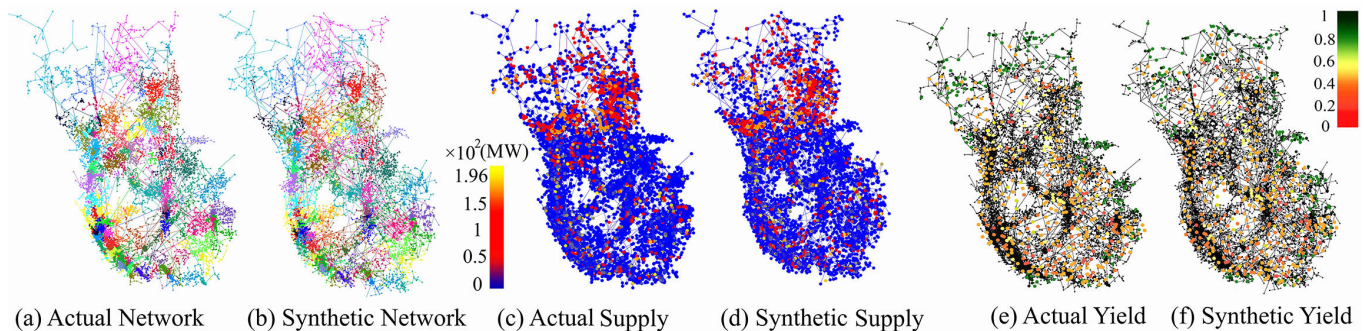 ×10²(MW)
1.96
1.5
1
0.5
0
1
0.8
0.6
0.4
0.2
0
(a) Actual Network
(b) Synthetic Network
(c) Actual Supply
(d) Synthetic Supply
(e) Actual Yield
(f) Synthetic Yield